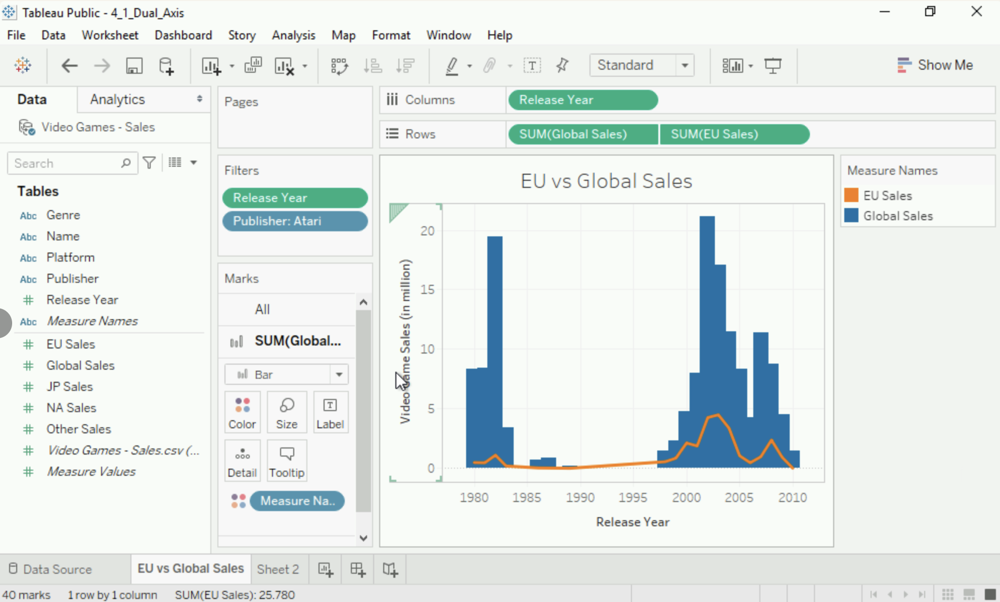 Tableau Public - 4_1_Dual_Axis
File Data Worksheet Dashboard Story Analysis Map Format Window Help
Standard
Show Me
Data Analytics
Video Games - Sales
Search
Tables
Abc Genre
Abc Name
Abc Platform
Abc Publisher
# Release Year
Abc Measure Names
# EU Sales
# Global Sales
# JP Sales
# NA Sales
# Other Sales
# Video Games - Sales.csv (...
# Measure Values
Pages
Filters
Release Year
Publisher: Atari
Marks
All
SUM(Global...
Bar
Color Size T Label
Detail Tooltip
Measure Na..
Columns Release Year
Rows SUM(Global Sales) SUM(EU Sales)
EU vs Global Sales
Video Game Sales (in million)
20
15
10
5
0
1980 1985 1990 1995 2000 2005 2010
Release Year
Measure Names
EU Sales
Global Sales
Data Source EU vs Global Sales Sheet 2
40 marks 1 row by 1 column SUM(EU Sales): 25.780